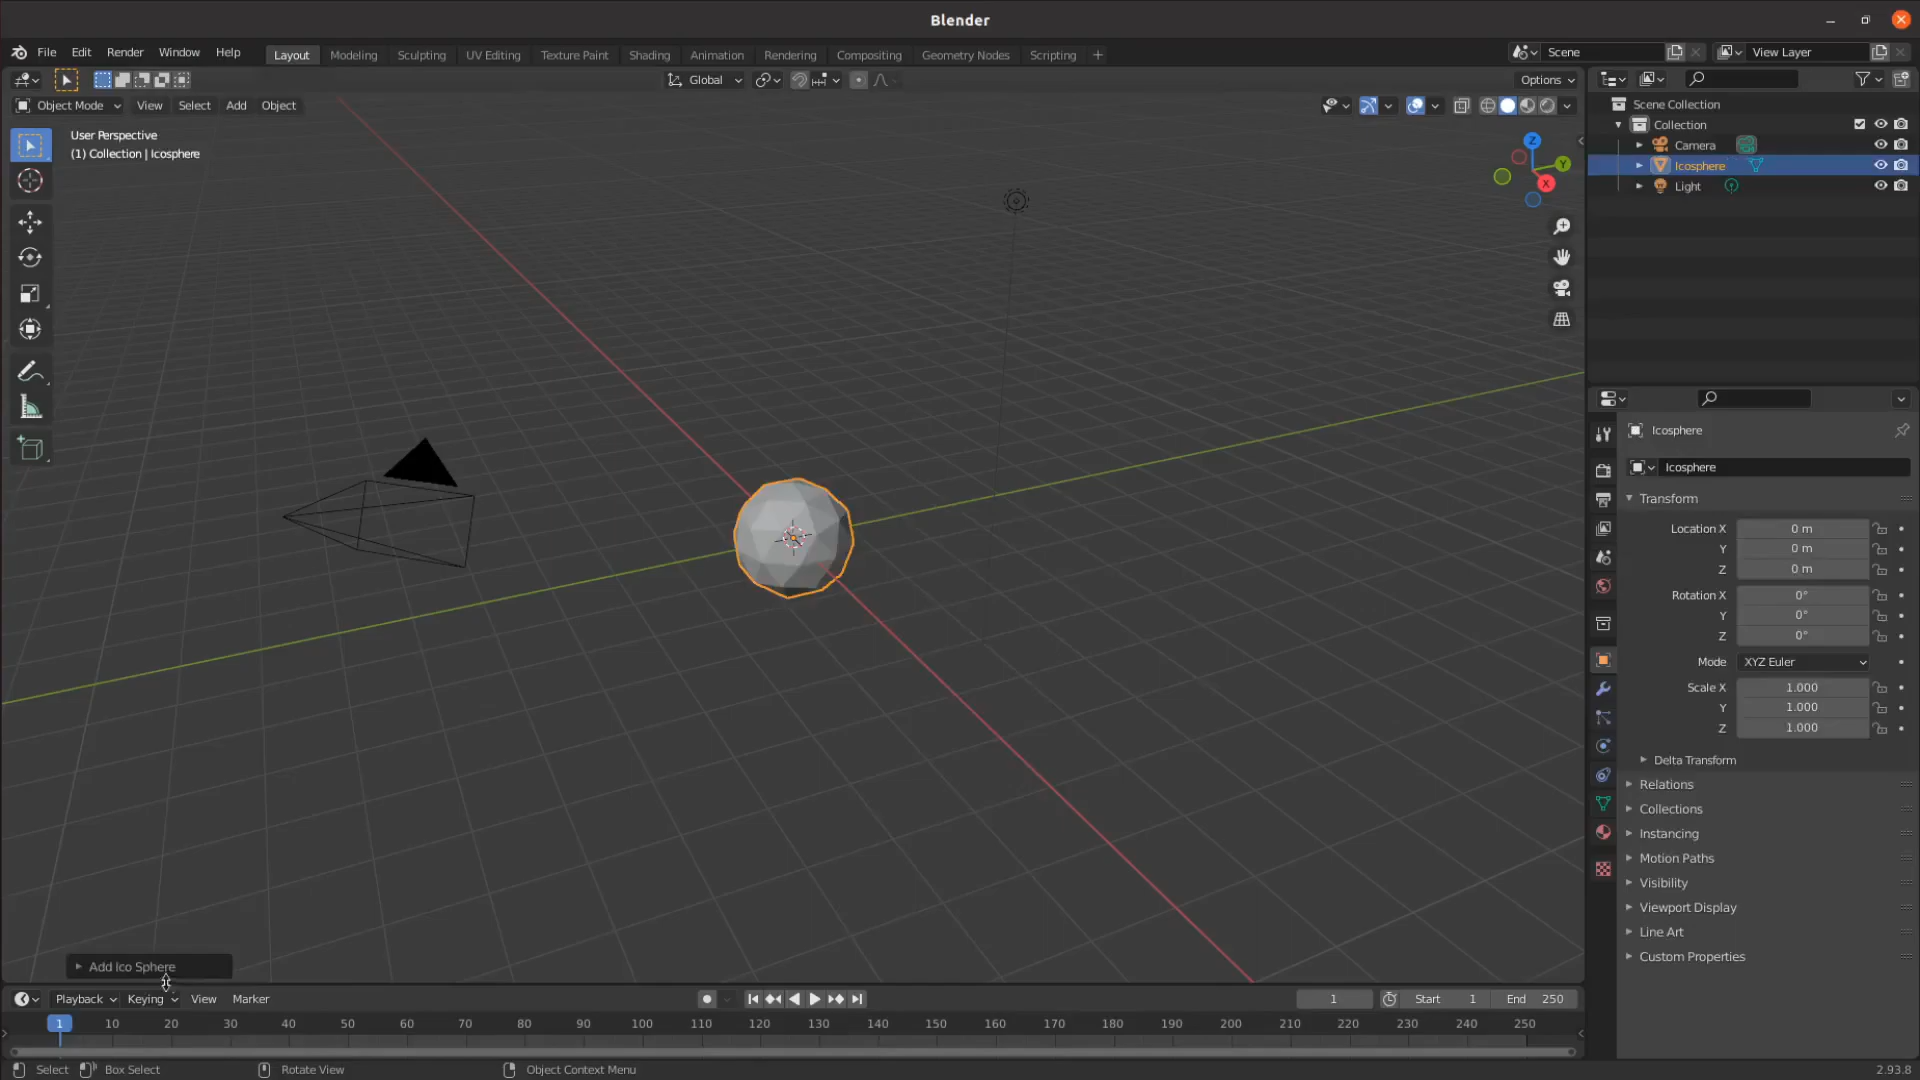 Blender
File Edit Render Window Help Layout Modeling Sculpting UV Editing Texture Paint Shading Animation Rendering Compositing Geometry Nodes Scripting + Scene View Layer
Global Options
Object Mode View Select Add Object
User Perspective
(1) Collection | Icosphere
Z
Y
X
Scene Collection
Collection
Camera
Icosphere
Light
Icosphere
Icosphere
Transform
Location X 0 m
Y 0 m
Z 0 m
Rotation X 0°
Y 0°
Z 0°
Mode XYZ Euler
Scale X 1.000
Y 1.000
Z 1.000
Delta Transform
Relations
Collections
Instancing
Motion Paths
Visibility
Viewport Display
Line Art
Custom Properties
Add Ico Sphere
Playback Keying View Marker 1 Start 1 End 250
1 10 20 30 40 50 60 70 80 90 100 110 120 130 140 150 160 170 180 190 200 210 220 230 240 250
Select Box Select Rotate View Object Context Menu 2.93.8